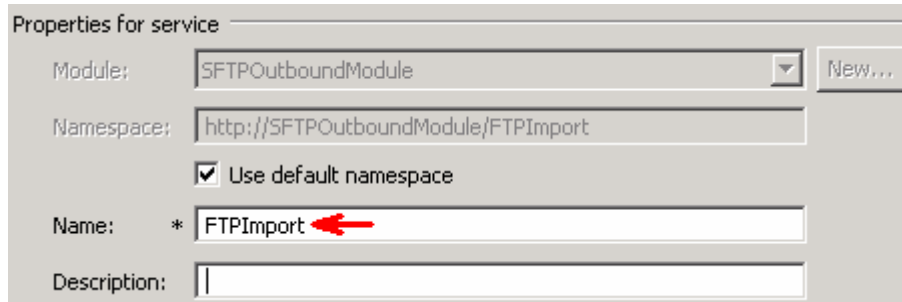 Properties for service
Module: SFTPOutboundModule New...
Namespace: http://SFTPOutboundModule/FTPImport
Use default namespace
Name: * FTPImport
Description: